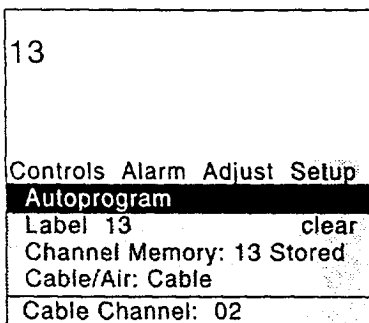 13
Controls Alarm Adjust Setup
Autoprogram
Label 13 clear
Channel Memory: 13 Stored
Cable/Air: Cable
Cable Channel: 02